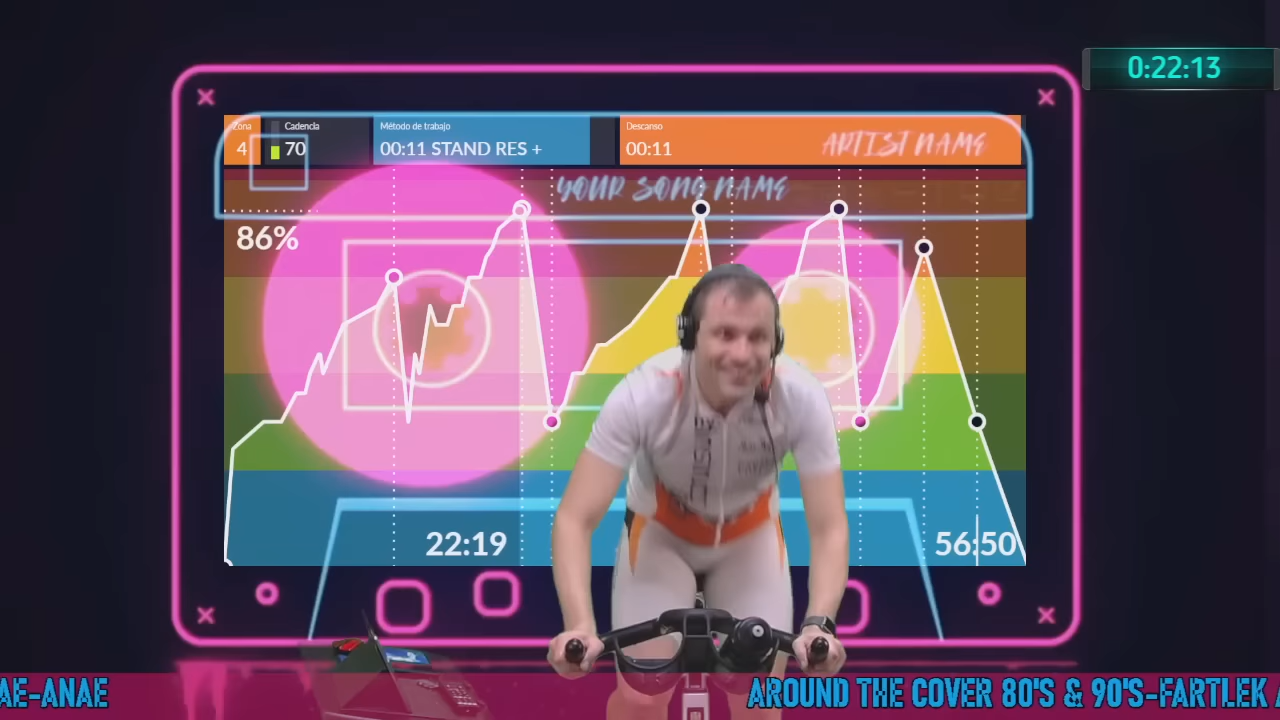 0:22:13
Zona
4
Cadencia
70
Método de trabajo
00:11 STAND RES +
Descanso
00:11
ARTIST NAME
YOUR SONG NAME
86%
22:19
56:50
AE-ANAE
AROUND THE COVER 80'S & 90'S-FARTLEK